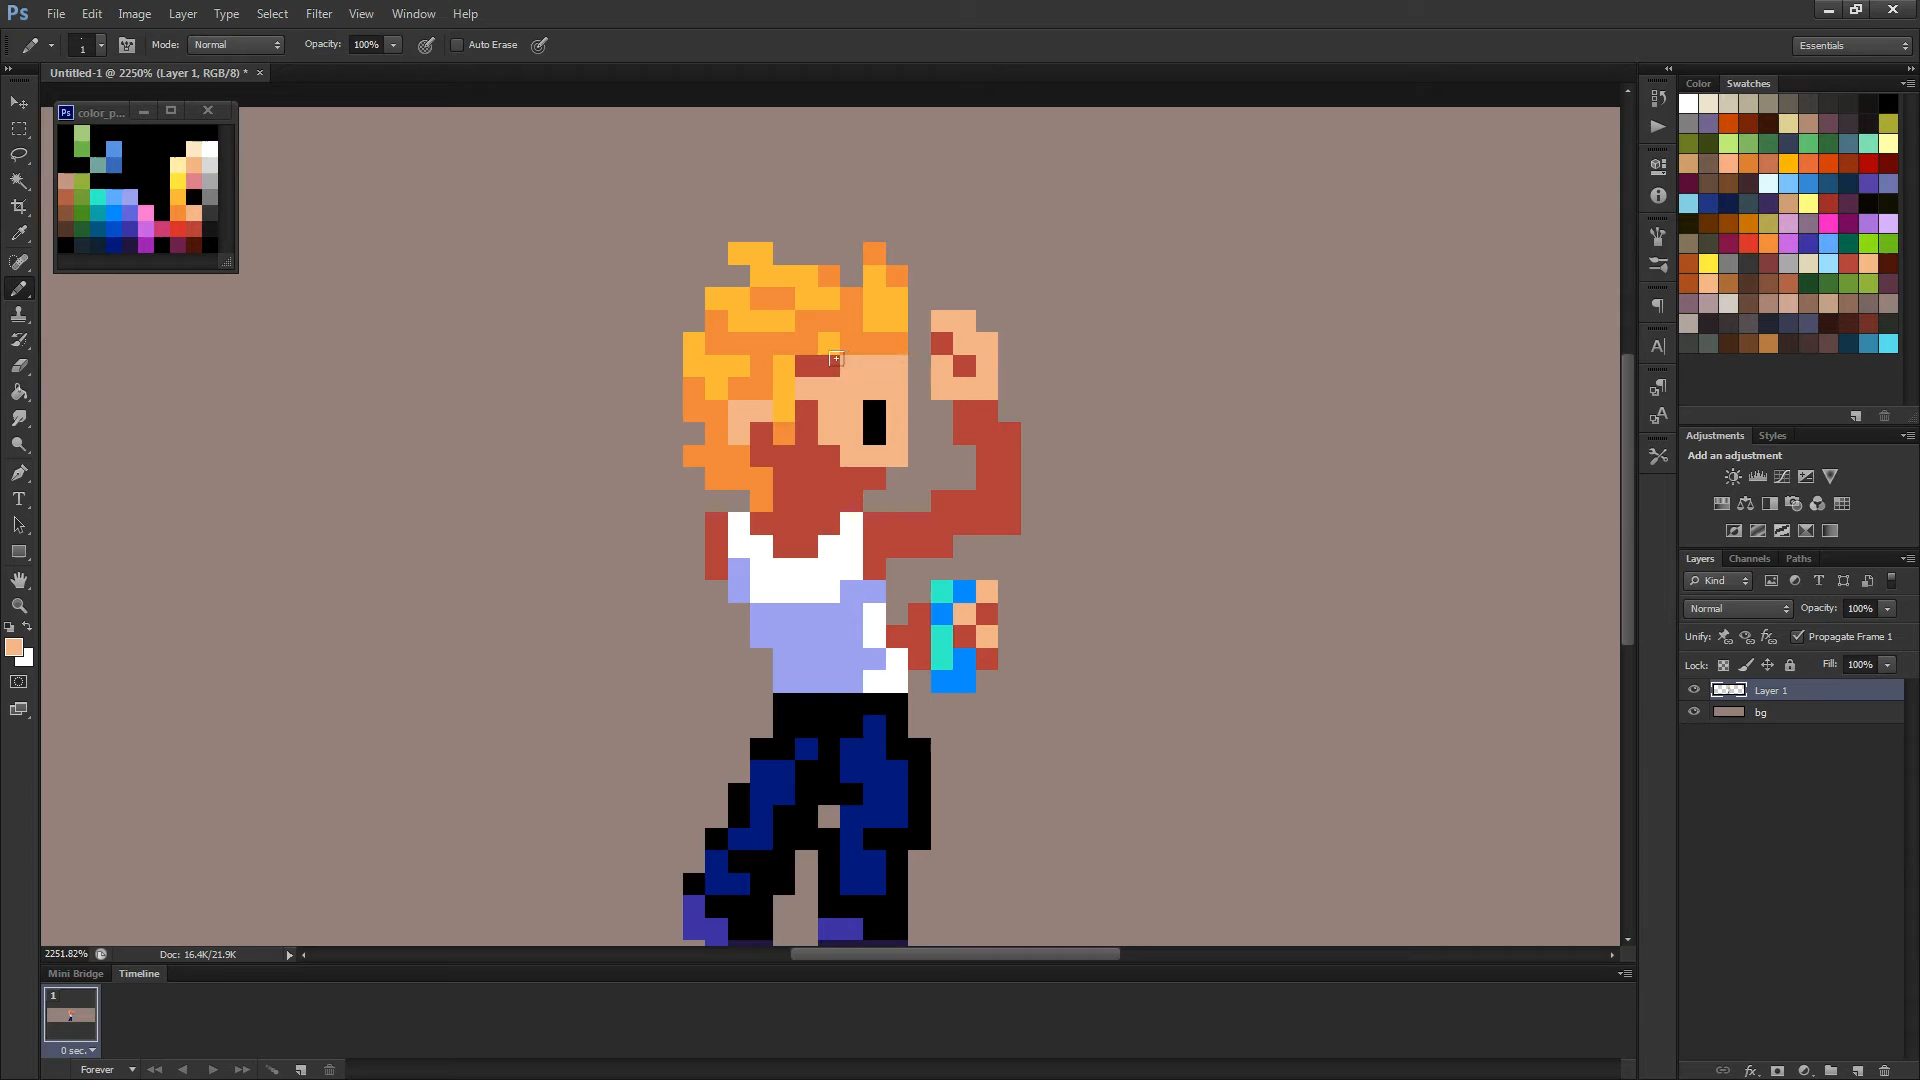 Ps File Edit Image Layer Type Select Filter View Window Help
1 Mode: Normal Opacity: 100% Auto Erase Essentials
Untitled-1 @ 2250% (Layer 1, RGB/8) * ×
Ps color_p...
Color Swatches
Adjustments Styles
Add an adjustment
Layers Channels Paths
Kind
Normal Opacity: 100%
Unify: Propagate Frame 1
Lock: Fill: 100%
Layer 1
bg
2251.82% Doc: 16.4K/21.9K
Mini Bridge Timeline
1
0 sec.
Forever